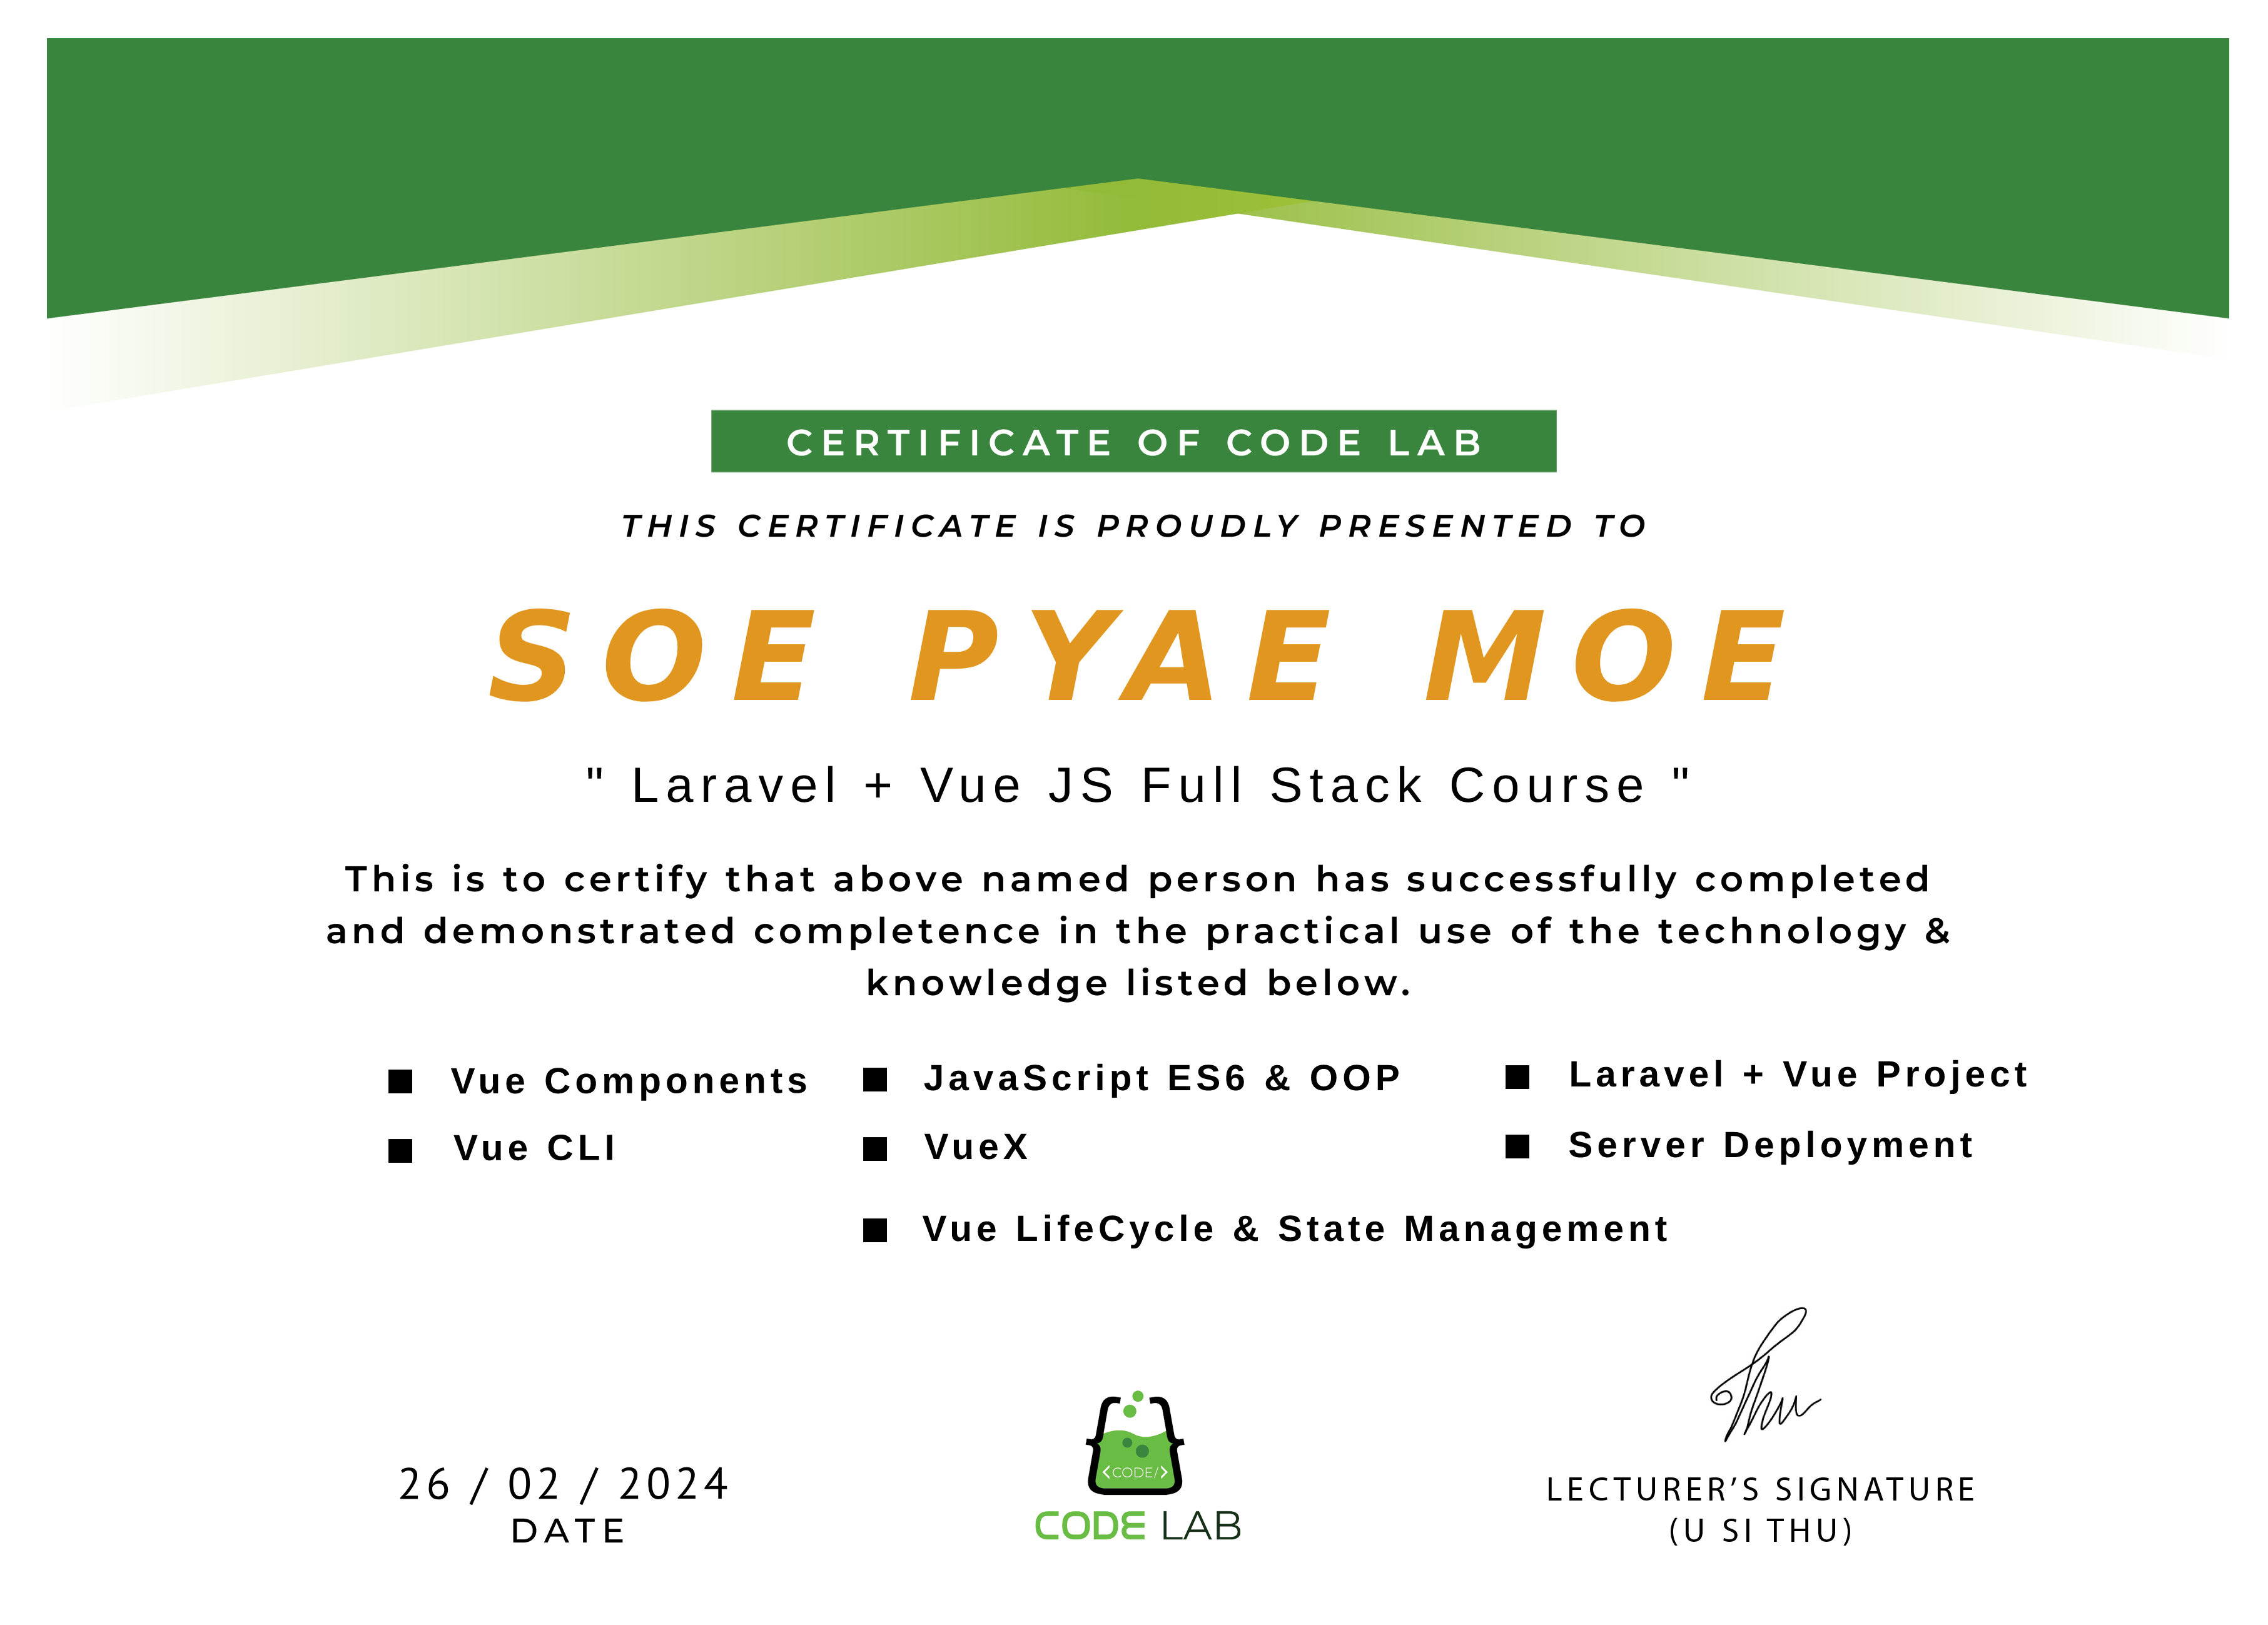 CERTIFICATE OF CODE LAB
THIS CERTIFICATE IS PROUDLY PRESENTED TO
SOE PYAE MOE
" Laravel + Vue JS Full Stack Course "
This is to certify that above named person has successfully completed
and demonstrated completence in the practical use of the technology &
knowledge listed below.
■ Vue Components
■ Vue CLI
■ JavaScript ES6 & OOP
■ VueX
■ Vue LifeCycle & State Management
■ Laravel + Vue Project
■ Server Deployment
26 / 02 / 2024
DATE
<CODE/>
CODE LAB
Thu
LECTURER’S SIGNATURE
(U SI THU)